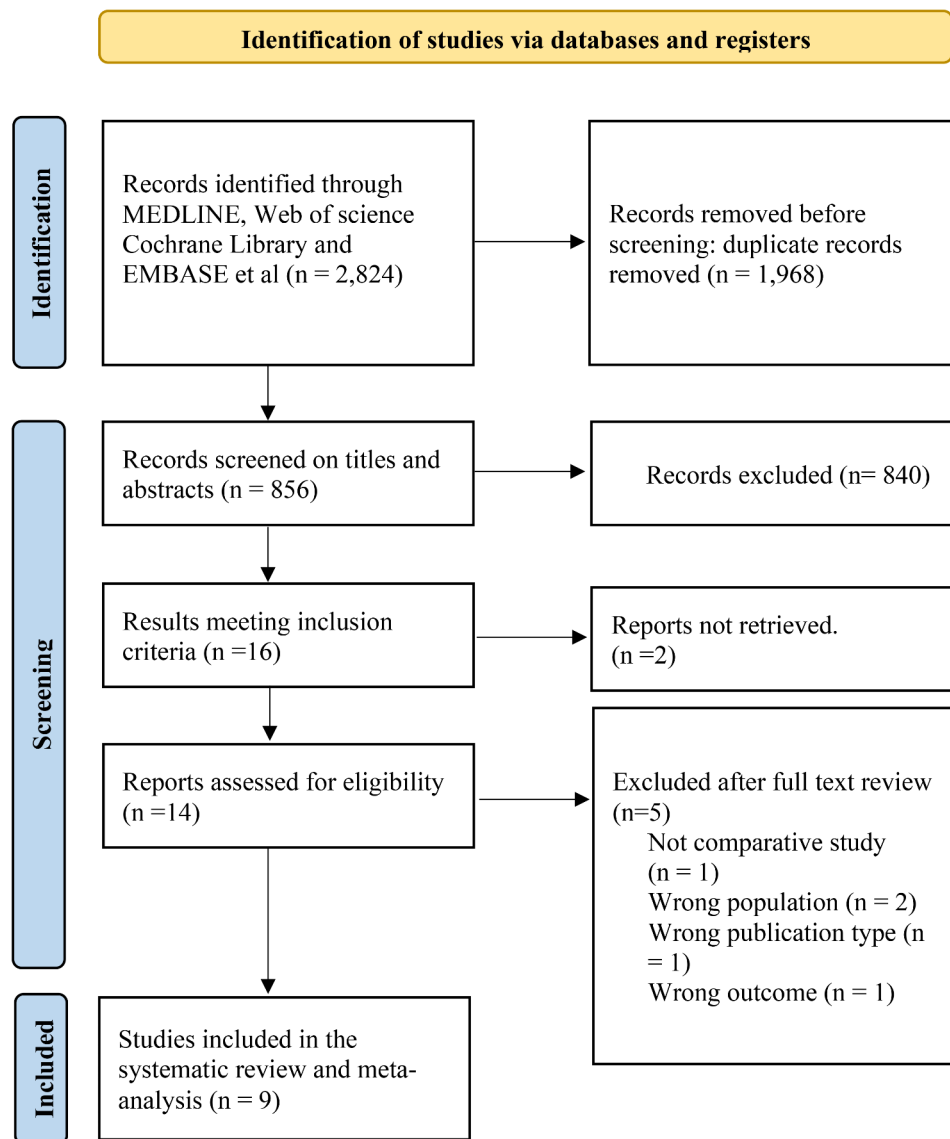 Identification of studies via databases and registers
Identification
Records identified through
MEDLINE, Web of science
Cochrane Library and
EMBASE et al (n = 2,824)
Records removed before
screening: duplicate records
removed (n = 1,968)
Screening
Records screened on titles and
abstracts (n = 856)
Records excluded (n= 840)
Results meeting inclusion
criteria (n =16)
Reports not retrieved.
(n =2)
Reports assessed for eligibility
(n =14)
Excluded after full text review
(n=5)
Not comparative study
(n = 1)
Wrong population (n = 2)
Wrong publication type (n
= 1)
Wrong outcome (n = 1)
Included
Studies included in the
systematic review and meta-
analysis (n = 9)